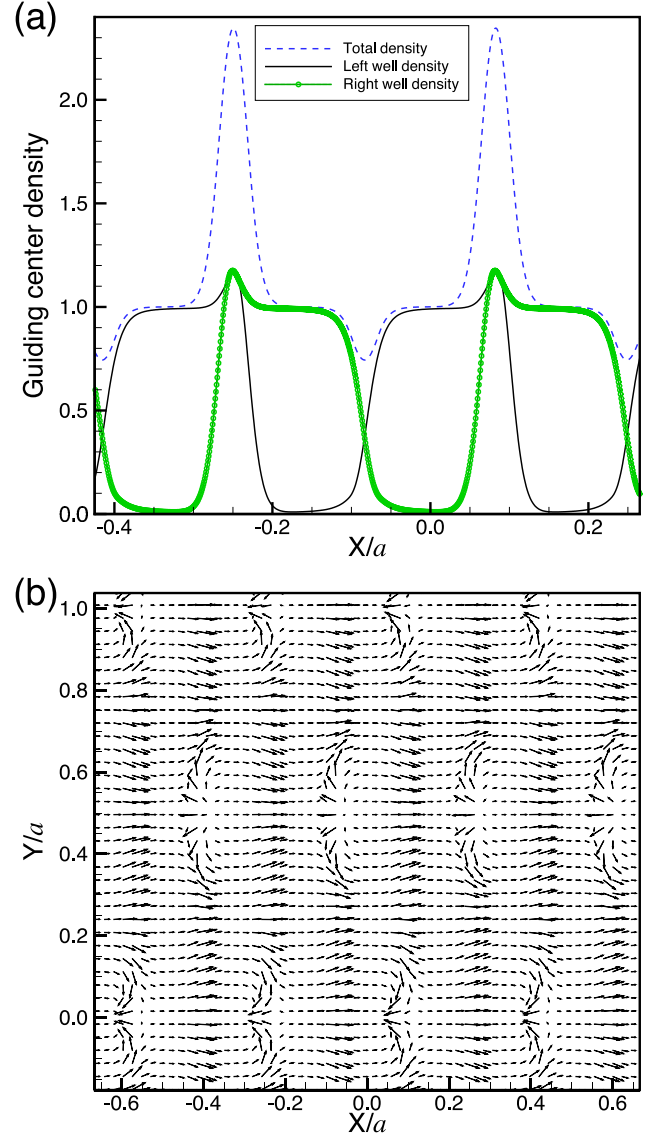 (a)
Total density
Left well density
Right well density
Guiding center density
2.0
1.5
1.0
0.5
0.0
-0.4
-0.2
0.0
0.2
X/a
(b)
Y/a
1.0
0.8
0.6
0.4
0.2
0.0
-0.6
-0.4
-0.2
0.0
0.2
0.4
0.6
X/a